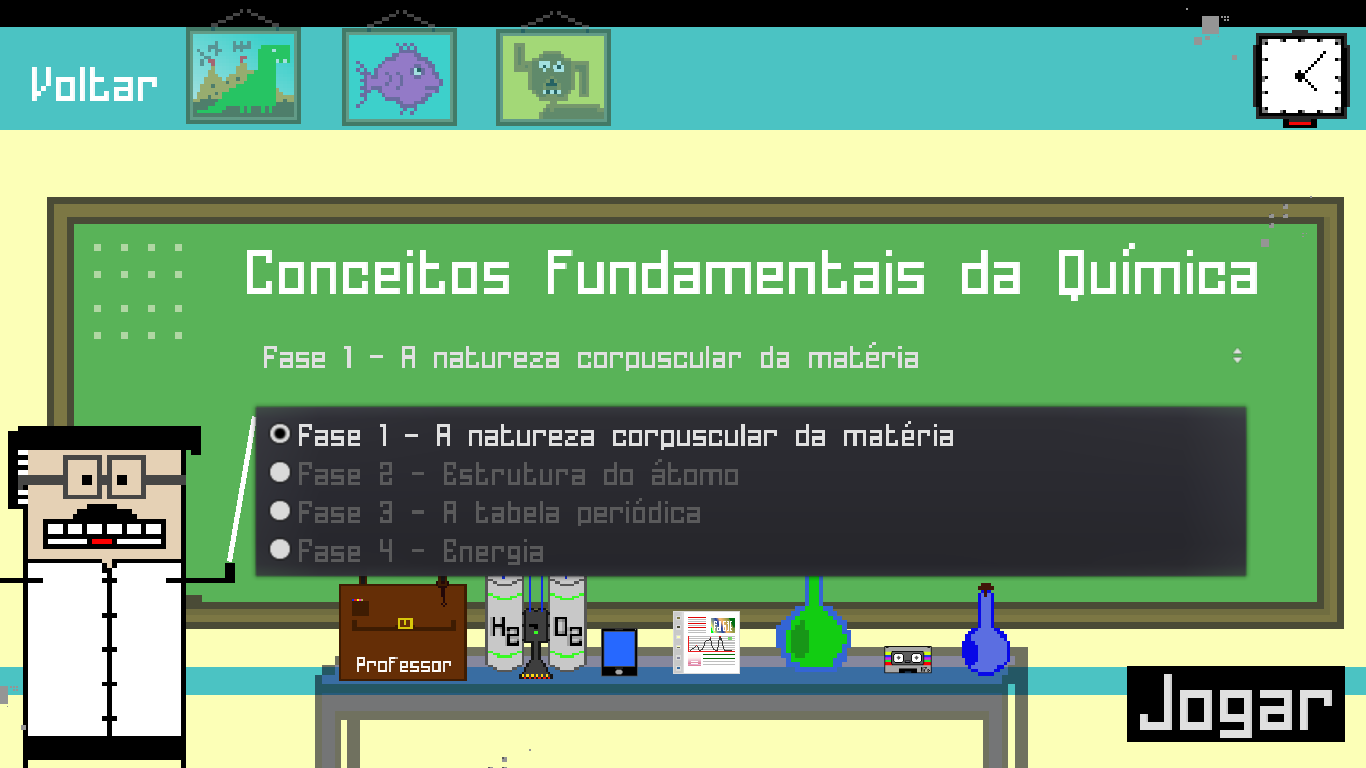 Voltar
Conceitos Fundamentais da Química
Fase 1 - A natureza corpuscular da matéria
Fase 1 - A natureza corpuscular da matéria
Fase 2 - Estrutura do átomo
Fase 3 - A tabela periódica
Fase 4 - Energia
H2 O2
Professor
Jogar